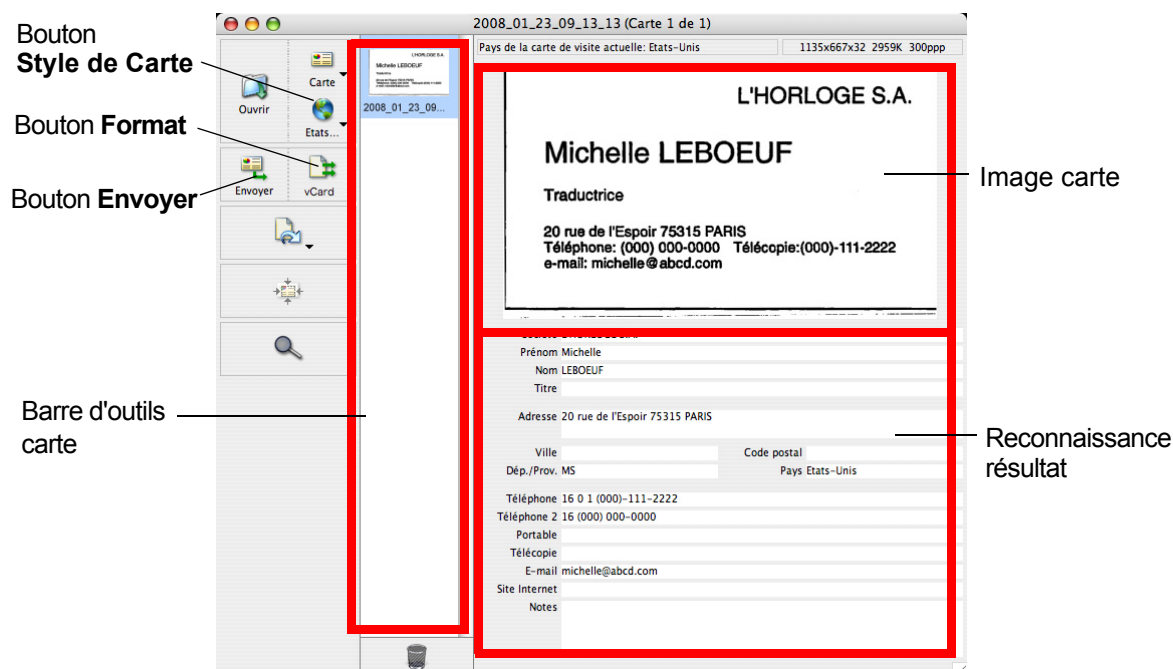 2008_01_23_09_13_13 (Carte 1 de 1)
Bouton
Style de Carte
Bouton Format
Bouton Envoyer
Barre d'outils
carte
Ouvrir
Carte
Etats...
Envoyer
vCard
L'HORLOGE S.A.
Michelle LEBOEUF
Traductrice
2008_01_23_09...
Pays de la carte de visite actuelle: Etats-Unis
1135x667x32 2959K 300ppp
L'HORLOGE S.A.
Michelle LEBOEUF
Traductrice
20 rue de l'Espoir 75315 PARIS
Téléphone: (000) 000-0000 Télécopie:(000)-111-2222
e-mail: michelle@abcd.com
Image carte
Prénom Michelle
Nom LEBOEUF
Titre
Adresse 20 rue de l'Espoir 75315 PARIS
Ville Code postal
Dép./Prov. MS Pays Etats-Unis
Téléphone 16 0 1 (000)-111-2222
Téléphone 2 16 (000) 000-0000
Portable
Télécopie
E-mail michelle@abcd.com
Site Internet
Notes
Reconnaissance
résultat